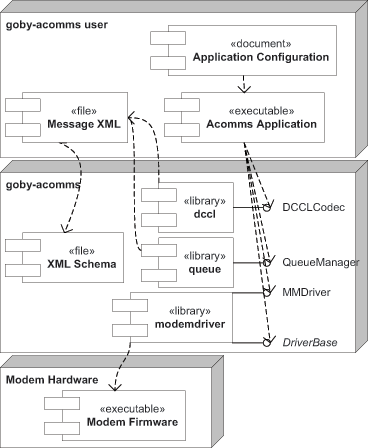 goby-acomms user
«document»
Application Configuration
«file»
Message XML
«executable»
Acomms Application
goby-acomms
«library»
dccl
DCCLCodec
«file»
XML Schema
«library»
queue
QueueManager
MMDriver
«library»
modemdriver
DriverBase
Modem Hardware
«executable»
Modem Firmware